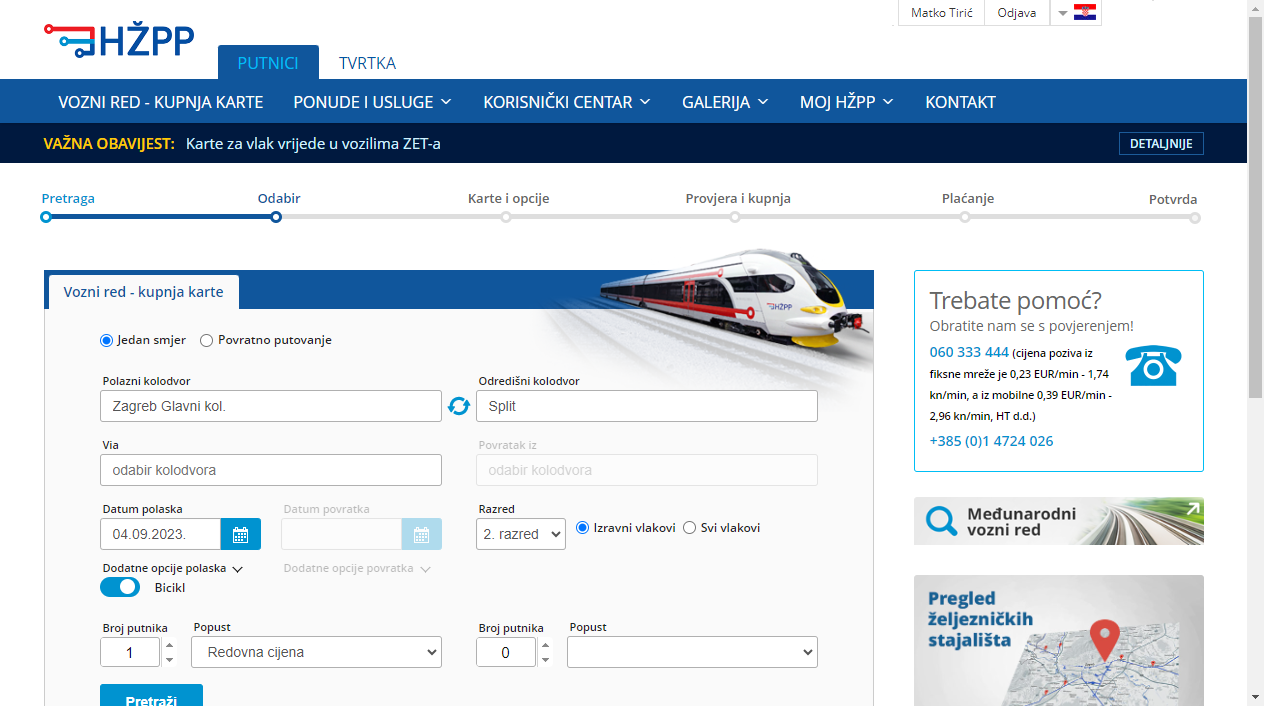 Matko Tirić
Odjava
HŽPP
PUTNICI
TVRTKA
VOZNI RED - KUPNJA KARTE
PONUDE I USLUGE
KORISNIČKI CENTAR
GALERIJA
MOJ HŽPP
KONTAKT
VAŽNA OBAVIJEST: Karte za vlak vrijede u vozilima ZET-a
DETALJNIJE
Pretraga
Odabir
Karte i opcije
Provjera i kupnja
Plaćanje
Potvrda
Vozni red - kupnja karte
HŽPP
Jedan smjer
Povratno putovanje
Polazni kolodvor
Odredišni kolodvor
Zagreb Glavni kol.
Split
Via
Povratak iz
odabir kolodvora
odabir kolodvora
Datum polaska
Datum povratka
Razred
04.09.2023.
2. razred
Izravni vlakovi
Svi vlakovi
Dodatne opcije polaska
Dodatne opcije povratka
Bicikl
Broj putnika
Popust
Broj putnika
Popust
1
Redovna cijena
0
Pretraži
Trebate pomoć?
Obratite nam se s povjerenjem!
060 333 444 (cijena poziva iz
fiksne mreže je 0,23 EUR/min - 1,74
kn/min, a iz mobilne 0,39 EUR/min -
2,96 kn/min, HT d.d.)
+385 (0)1 4724 026
Međunarodni
vozni red
Pregled
željezničkih
stajališta